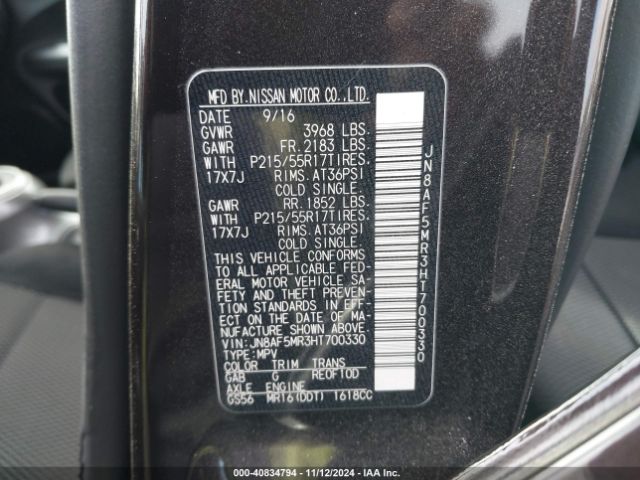 MFD BY.NISSAN MOTOR CO.,LTD.
DATE 9/16
GVWR 3968 LBS.
GAWR FR.2183 LBS.
WITH P215/55R17TIRES.
17X7J RIMS.AT36PSI
COLD SINGLE.
GAWR RR.1852 LBS.
WITH P215/55R17TIRES.
17X7J RIMS.AT36PSI
COLD SINGLE.
THIS VEHICLE CONFORMS
TO ALL APPLICABLE FED-
ERAL MOTOR VEHICLE SA-
FETY AND THEFT PREVEN-
TION STANDARDS IN EFF-
ECT ON THE DATE OF MA-
NUFACTURE SHOWN ABOVE.
VIN:JN8AF5MR3HT700330
TYPE:MPV
COLOR TRIM TRANS
GAB G RE0F10D
AXLE ENGINE
GS56 MR16(DDT) 1618CC
JN8AF5MR3HT700330
000-40834794 - 11/12/2024 - IAA Inc.